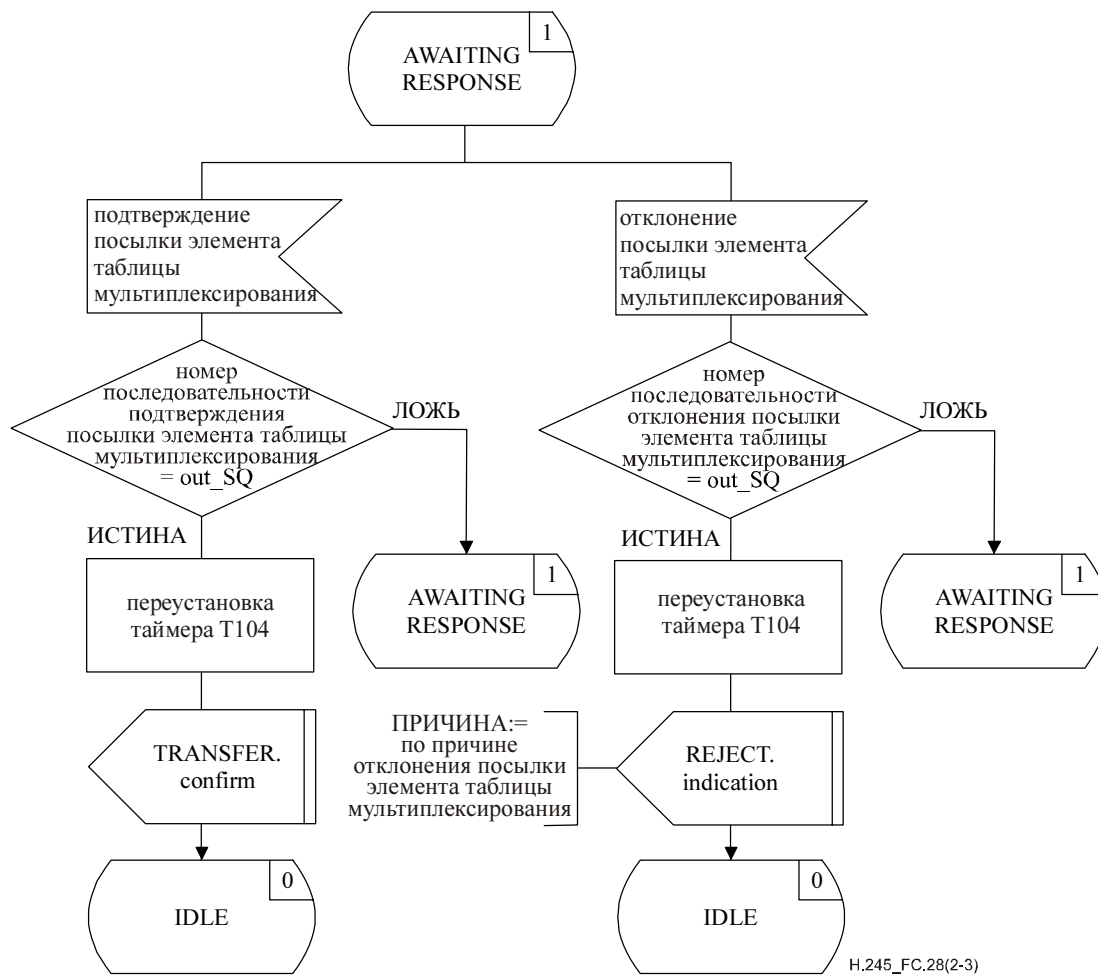 1
AWAITING
RESPONSE
подтверждение
посылки элемента
таблицы
мультиплексирования
отклонение
посылки элемента
таблицы
мультиплексирования
номер
последовательности
подтверждения
посылки элемента таблицы
мультиплексирования
= out_SQ
ЛОЖЬ
номер
последовательности
отклонения посылки
элемента таблицы
мультиплексирования
= out_SQ
ЛОЖЬ
ИСТИНА
ИСТИНА
переустановка
таймера T104
1
AWAITING
RESPONSE
переустановка
таймера T104
1
AWAITING
RESPONSE
TRANSFER.
confirm
ПРИЧИНА:=
по причине
отклонения посылки
элемента таблицы
мультиплексирования
REJECT.
indication
0
IDLE
0
IDLE
H.245_FC.28(2-3)